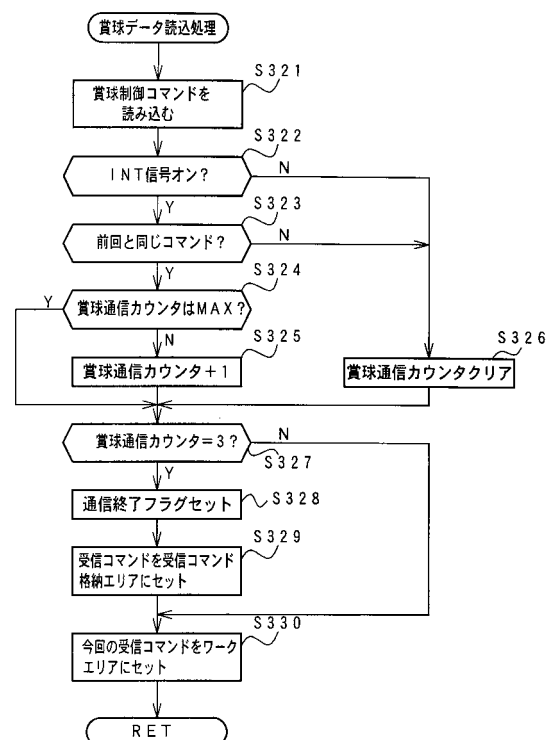 賞球データ読込処理
S321
賞球制御コマンドを
読み込む
S322
INT信号オン?
N
Y
S323
前回と同じコマンド?
N
Y
S324
賞球通信カウンタはMAX?
Y
N
S325
賞球通信カウンタ+1
S326
賞球通信カウンタクリア
賞球通信カウンタ=3?
N
S327
Y
通信終了フラグセット
S328
S329
受信コマンドを受信コマンド
格納エリアにセット
S330
今回の受信コマンドをワーク
エリアにセット
RET